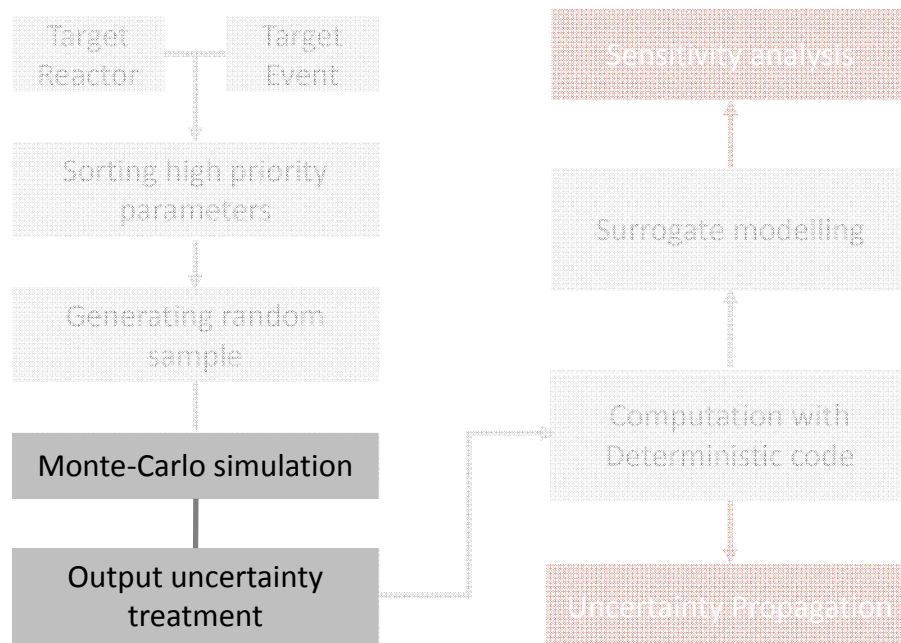 Target
Reactor
Target
Event
Sorting high priority
parameters
Generating random
sample
Monte-Carlo simulation
Output uncertainty
treatment
Sensitivity analysis
Surrogate modelling
Computation with
Deterministic code
Uncertainty Propagation